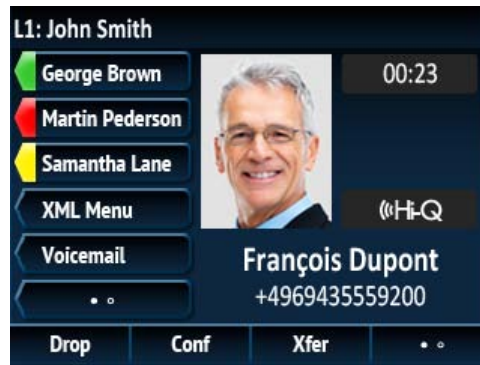 L1: John Smith
George Brown
00:23
Martin Pederson
Samantha Lane
XML Menu
Hi-Q
Voicemail
François Dupont
+4969435559200
Drop Conf Xfer